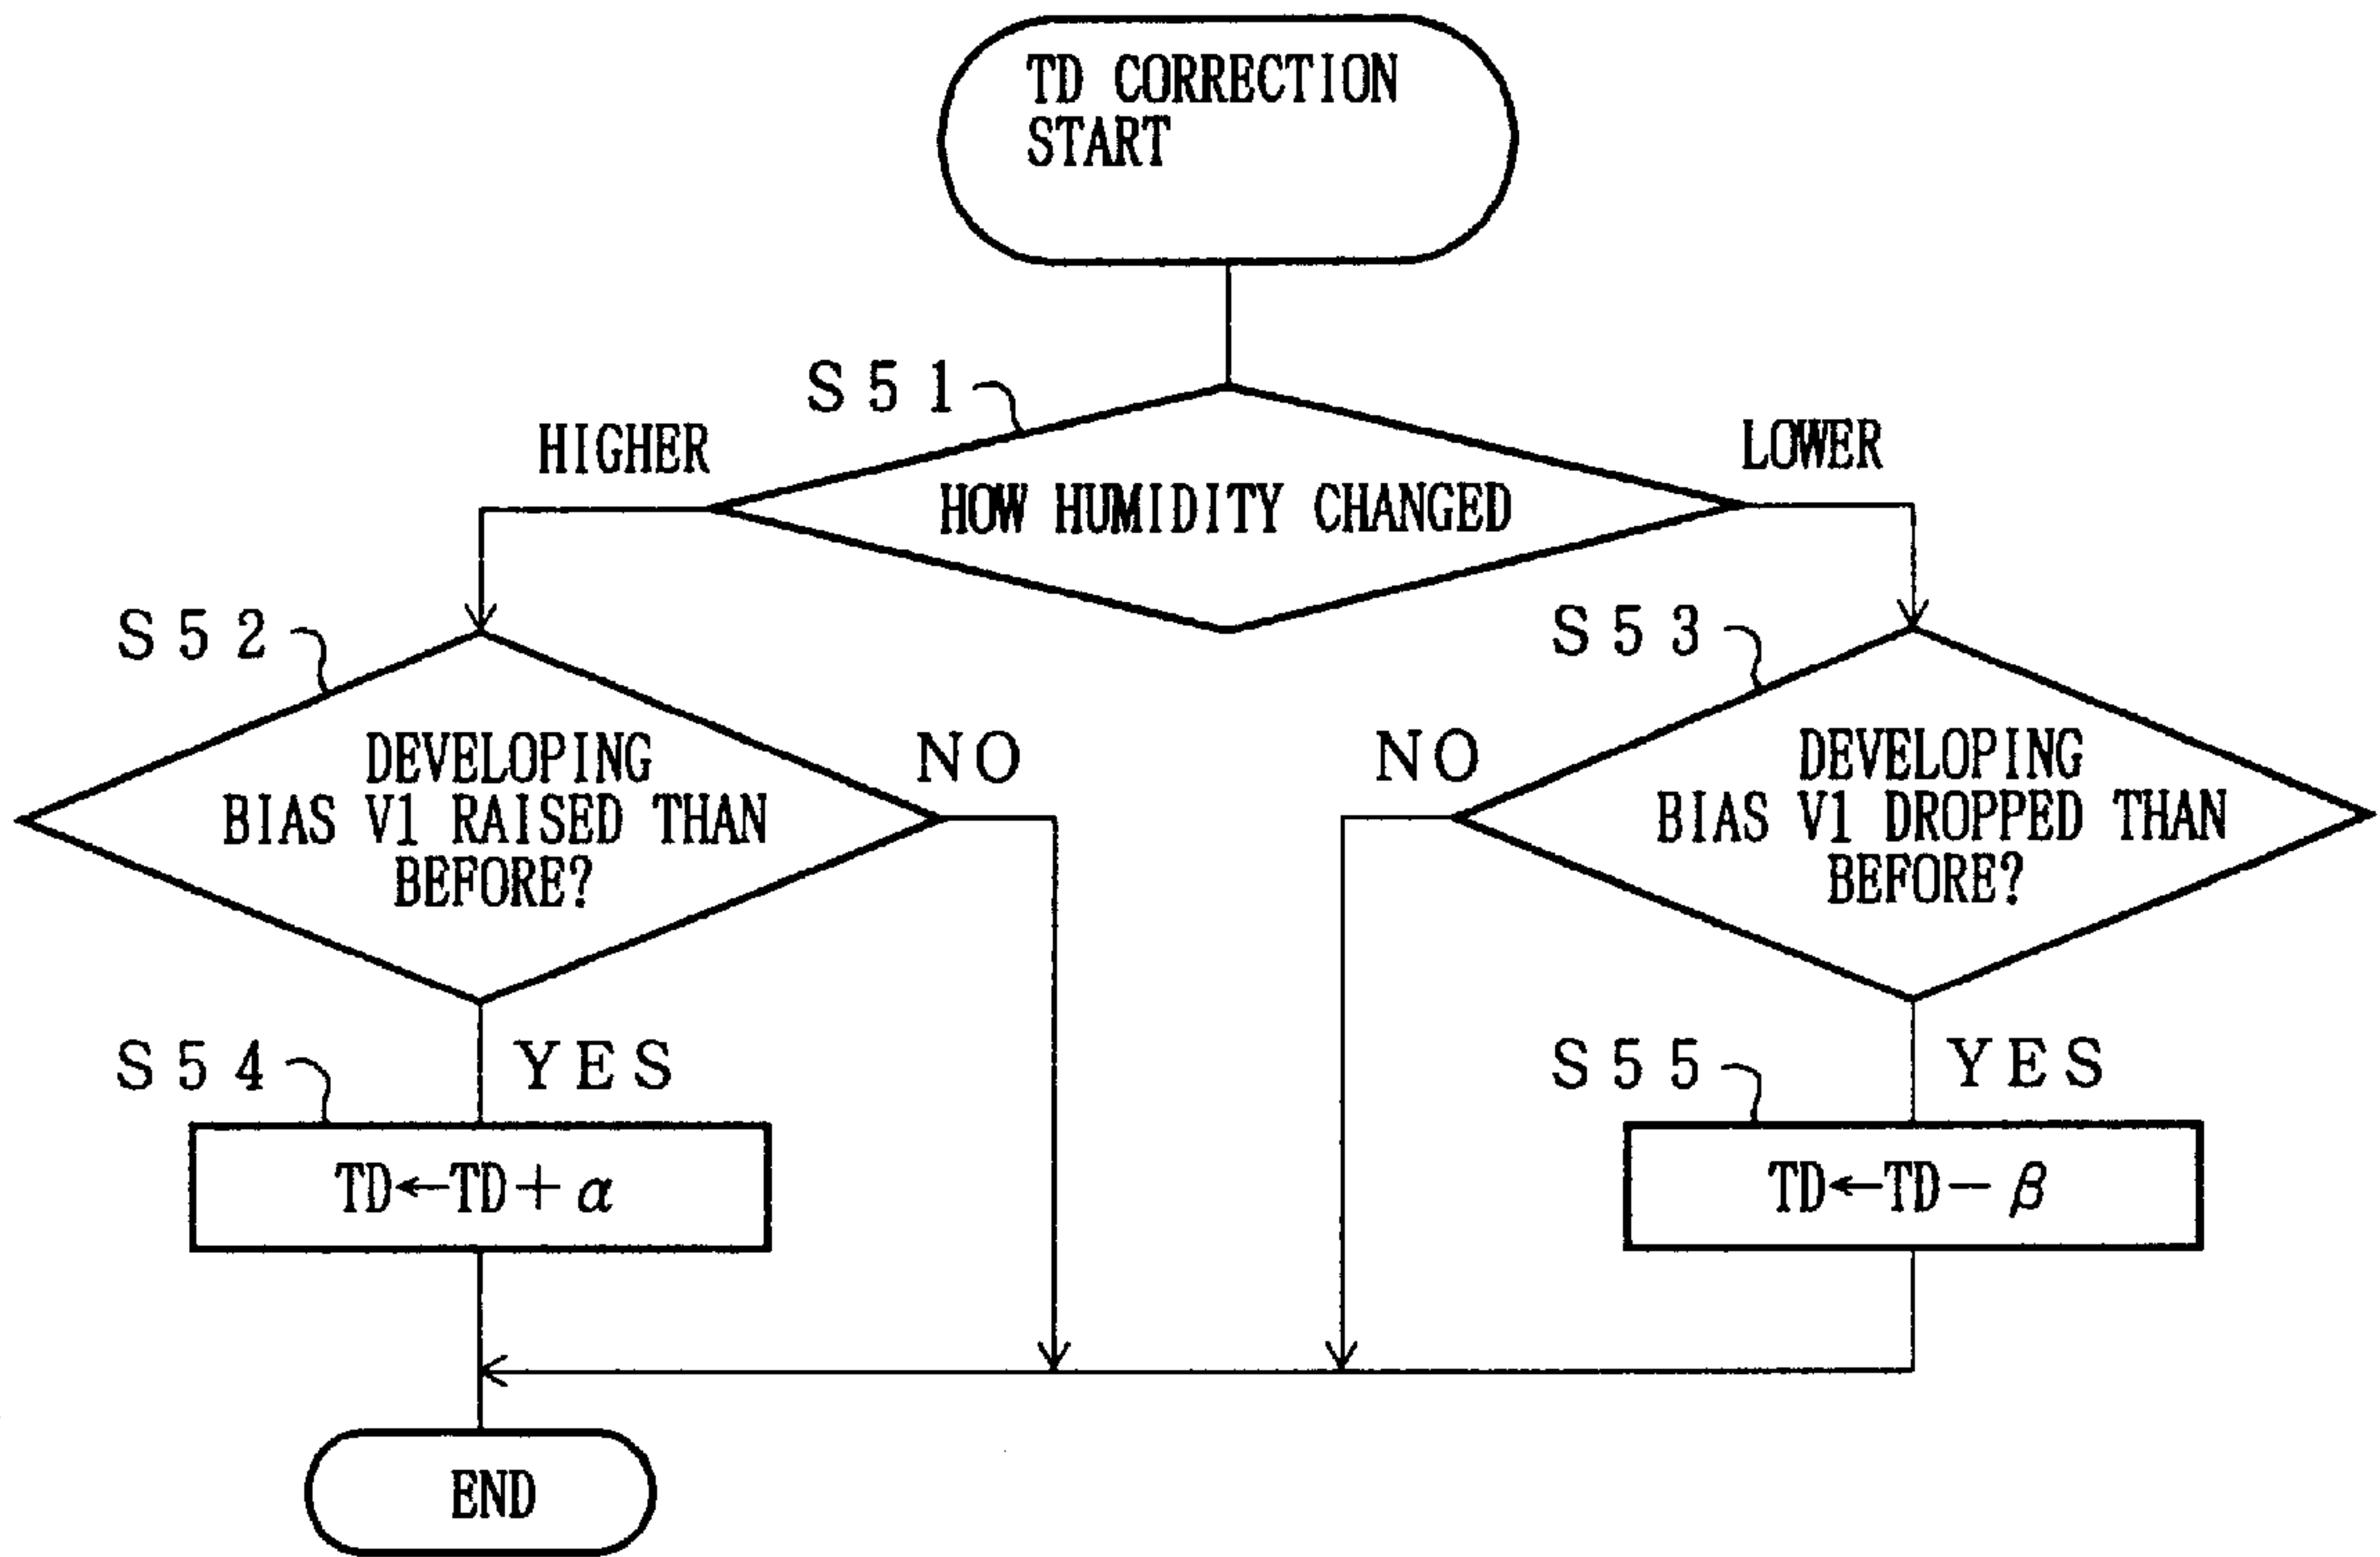 TD CORRECTION
START
S51
HIGHER
LOWER
HOW HUMIDITY CHANGED
S52
S53
DEVELOPING
BIAS V1 RAISED THAN
BEFORE?
NO
NO
DEVELOPING
BIAS V1 DROPPED THAN
BEFORE?
S54
YES
S55
YES
TD←TD+α
TD←TD-β
END